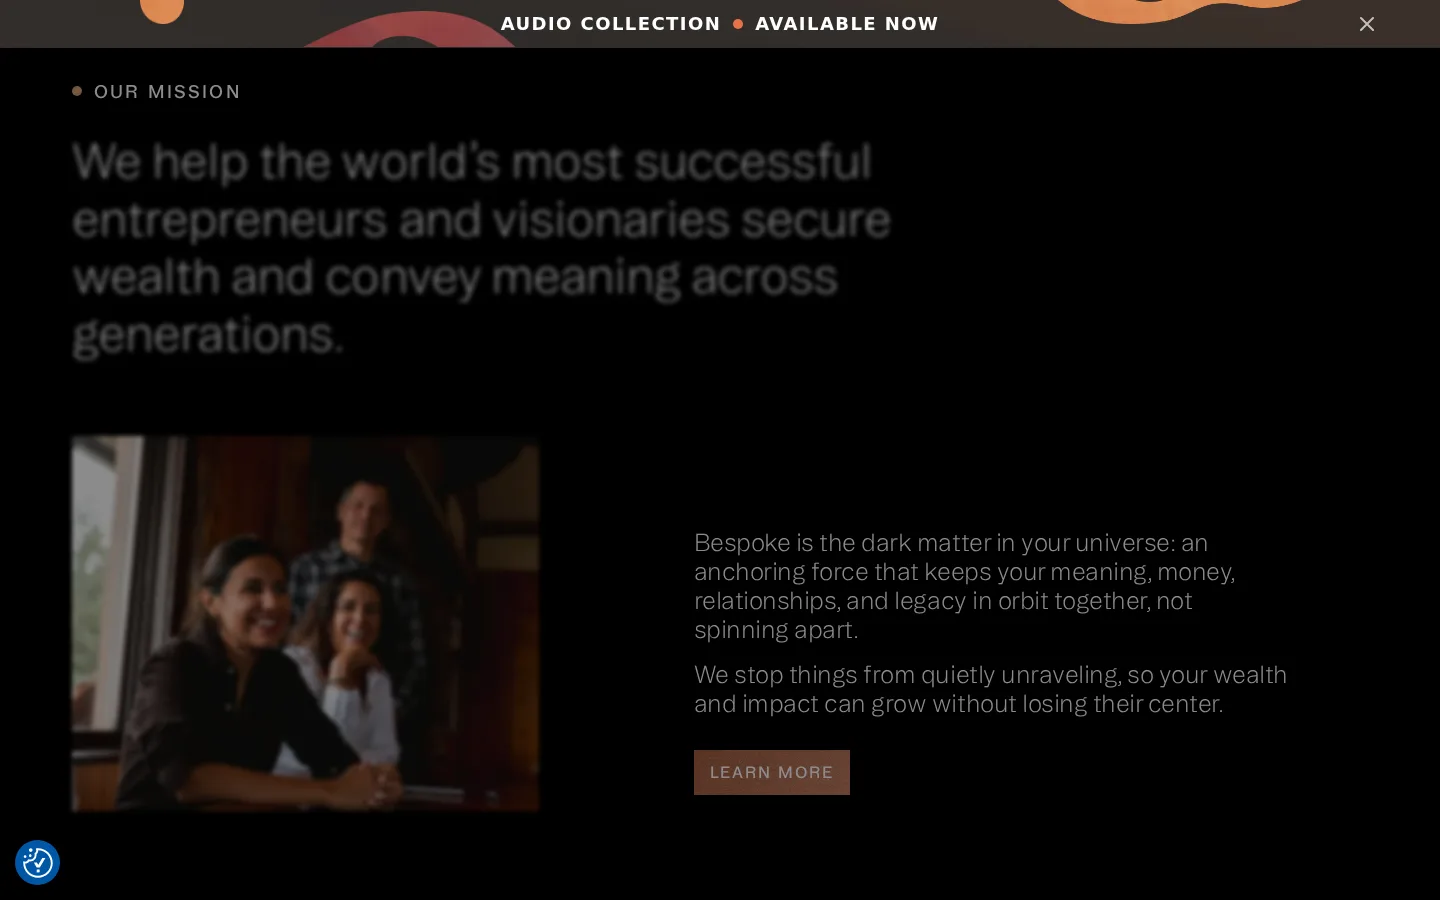 AUDIO COLLECTION • AVAILABLE NOW
OUR MISSION
We help the world’s most successful
entrepreneurs and visionaries secure
wealth and convey meaning across
generations.
Bespoke is the dark matter in your universe: an
anchoring force that keeps your meaning, money,
relationships, and legacy in orbit together, not
spinning apart.
We stop things from quietly unraveling, so your wealth
and impact can grow without losing their center.
LEARN MORE